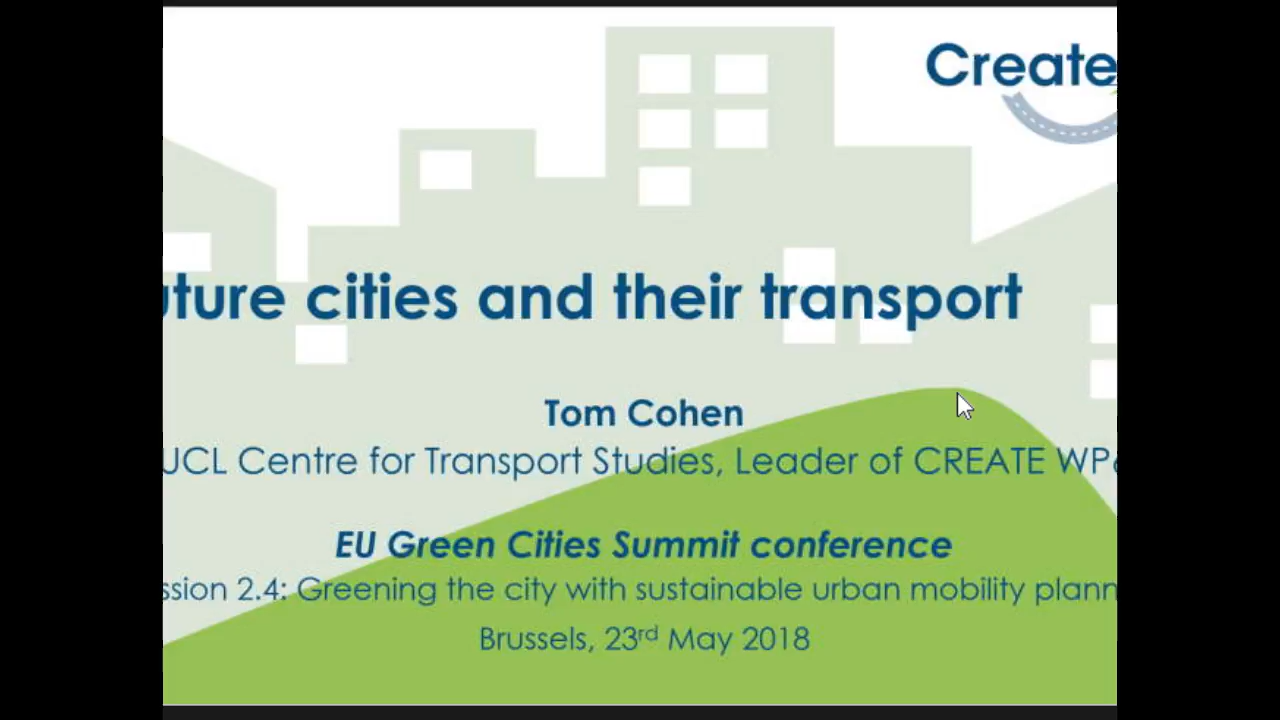 Create
uture cities and their transport
Tom Cohen
UCL Centre for Transport Studies, Leader of CREATE WP6
EU Green Cities Summit conference
ssion 2.4: Greening the city with sustainable urban mobility plann
Brussels, 23rd May 2018